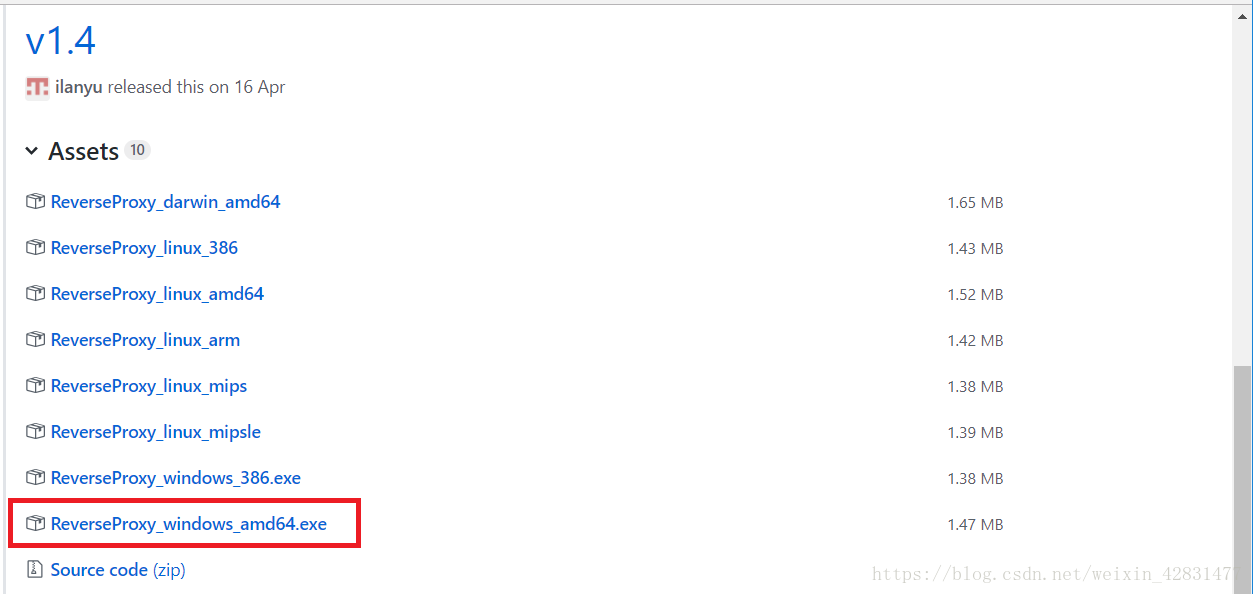 v1.4
ilanyu released this on 16 Apr
Assets 10
ReverseProxy_darwin_amd64 1.65 MB
ReverseProxy_linux_386 1.43 MB
ReverseProxy_linux_amd64 1.52 MB
ReverseProxy_linux_arm 1.42 MB
ReverseProxy_linux_mips 1.38 MB
ReverseProxy_linux_mipsle 1.39 MB
ReverseProxy_windows_386.exe 1.38 MB
ReverseProxy_windows_amd64.exe 1.47 MB
Source code (zip)
https://blog.csdn.net/weixin_42831477